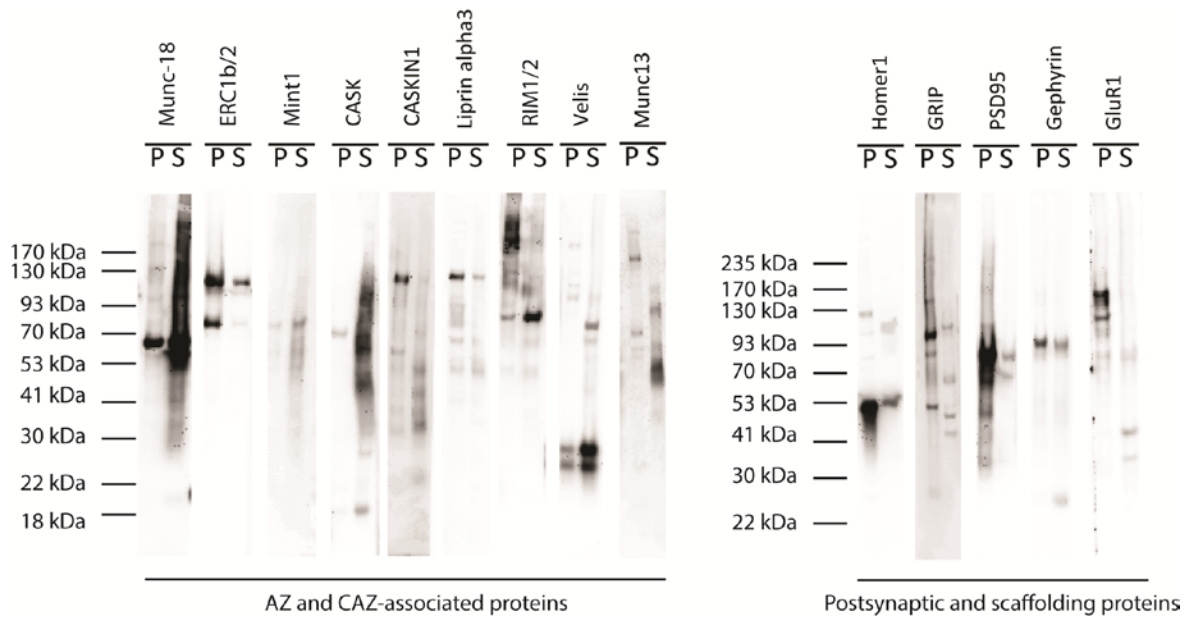 Munc-18
ERC1b/2
Mint1
CASK
CASKIN1
Liprin alpha3
RIM1/2
Velis
Munc13
P S P S P S P S P S P S P S P S P S
170 kDa
130 kDa
93 kDa
70 kDa
53 kDa
41 kDa
30 kDa
22 kDa
18 kDa
AZ and CAZ-associated proteins
Homer1
GRIP
PSD95
Gephyrin
GluR1
P S P S P S P S P S
235 kDa
170 kDa
130 kDa
93 kDa
70 kDa
53 kDa
41 kDa
30 kDa
22 kDa
Postsynaptic and scaffolding proteins